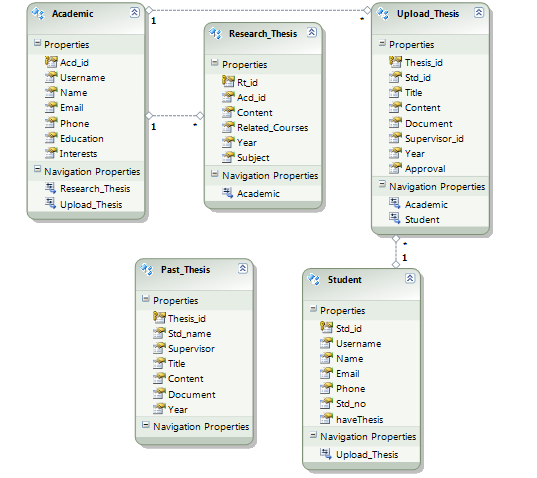 Academic
Properties
Acd_id
Username
Name
Email
Phone
Education
Interests
Navigation Properties
Research_Thesis
Upload_Thesis
1
*
1
*
Research_Thesis
Properties
Rt_id
Acd_id
Content
Related_Courses
Year
Subject
Navigation Properties
Academic
Upload_Thesis
Properties
Thesis_id
Std_id
Title
Content
Document
Supervisor_id
Year
Approval
Navigation Properties
Academic
Student
*
1
Past_Thesis
Properties
Thesis_id
Std_name
Supervisor
Title
Content
Document
Year
Navigation Properties
Student
Properties
Std_id
Username
Name
Email
Phone
Std_no
haveThesis
Navigation Properties
Upload_Thesis